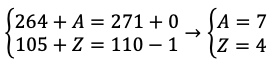 {264 + A = 271 + 0 → {A = 7
{105 + Z = 110 − 1 → {Z = 4